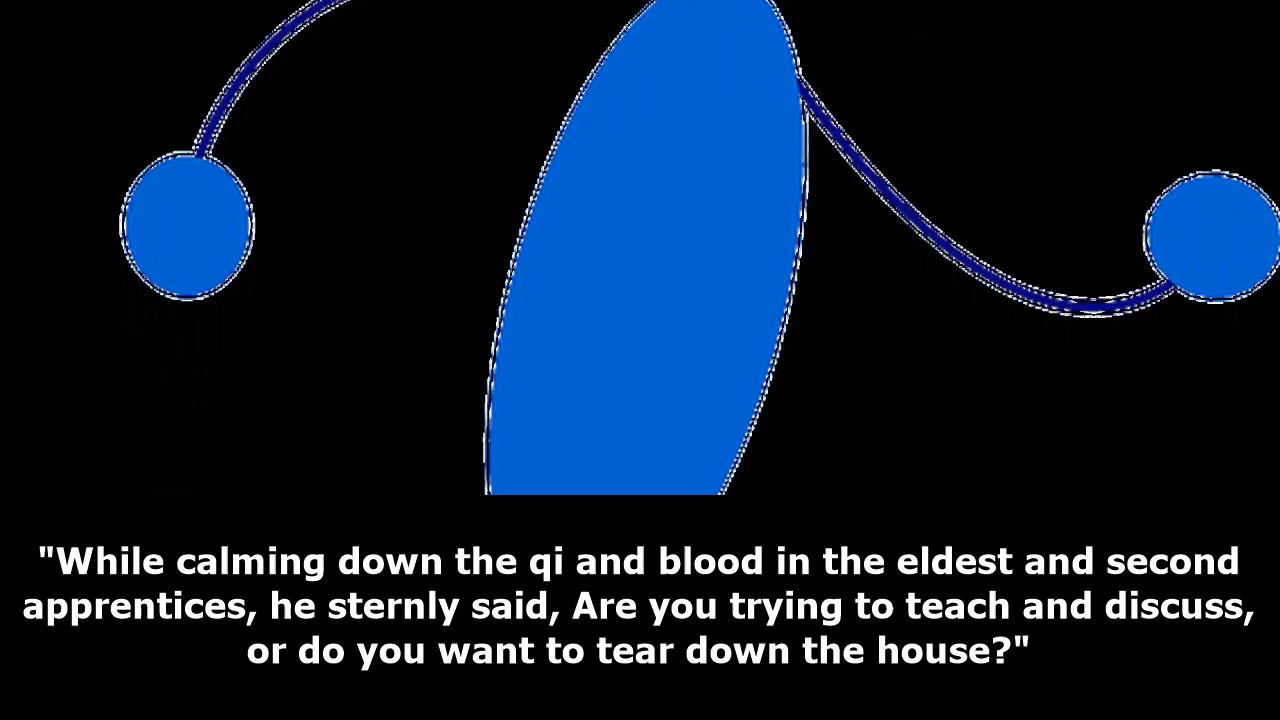 "While calming down the qi and blood in the eldest and second
apprentices, he sternly said, Are you trying to teach and discuss,
or do you want to tear down the house?"